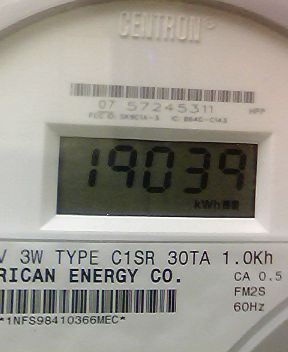 CENTRON®
07 57245311
19039
kWh
V 3W TYPE C1SR 30TA 1.0Kh
RICAN ENERGY CO.
CA 0.5
FM2S
60Hz
*1NFS98410366MEC*